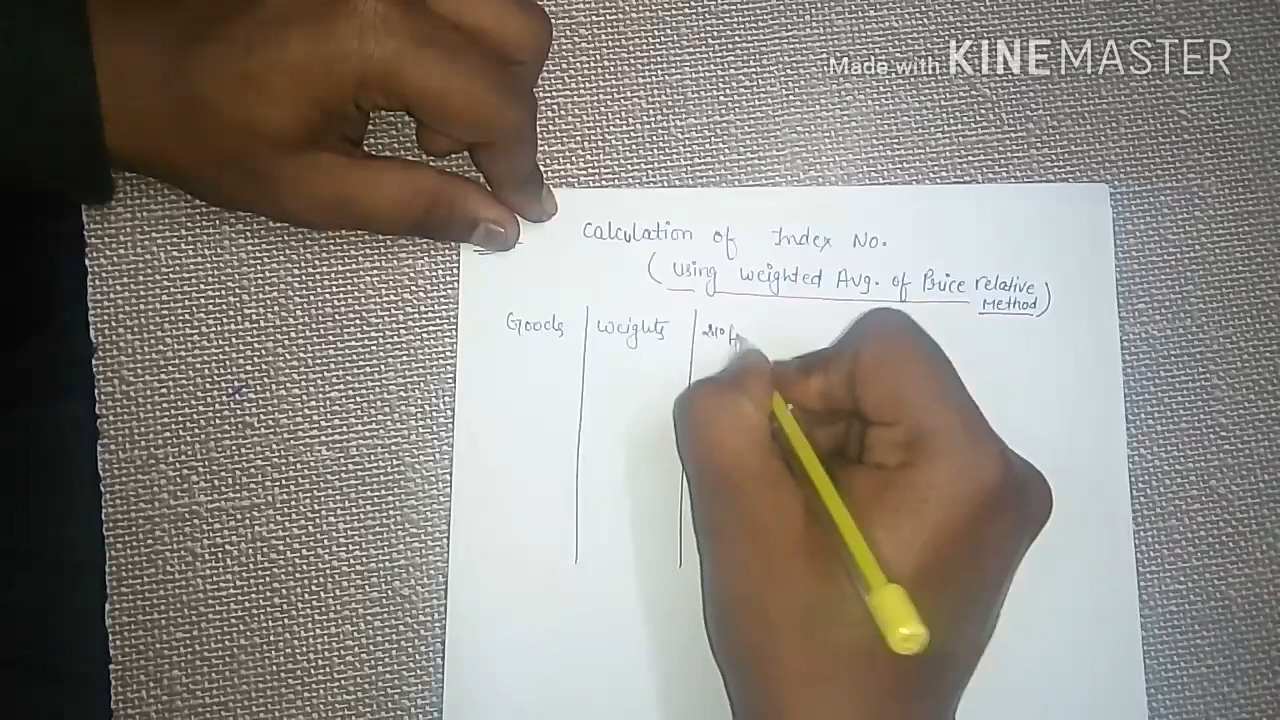 Made with KINEMASTER
Calculation of Index No.
(Using weighted Avg. of Price relative
Method)
Goods weights